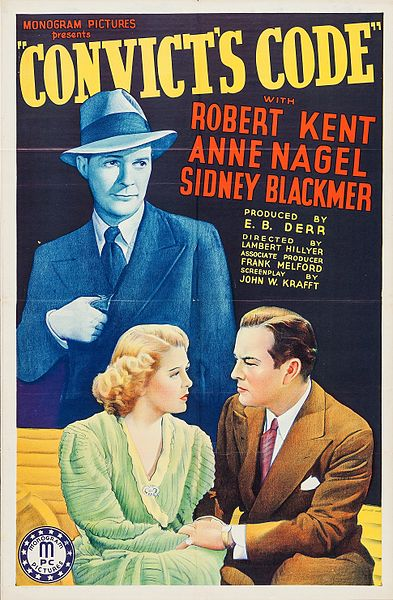 MONOGRAM PICTURES
presents
"CONVICT'S CODE"
WITH
ROBERT KENT
ANNE NAGEL
SIDNEY BLACKMER
PRODUCED BY
E. B. DERR
DIRECTED BY
LAMBERT HILLYER
ASSOCIATE PRODUCER
FRANK MELFORD
SCREENPLAY BY
JOHN W. KRAFFT
MONOGRAM
M
PC
PICTURES